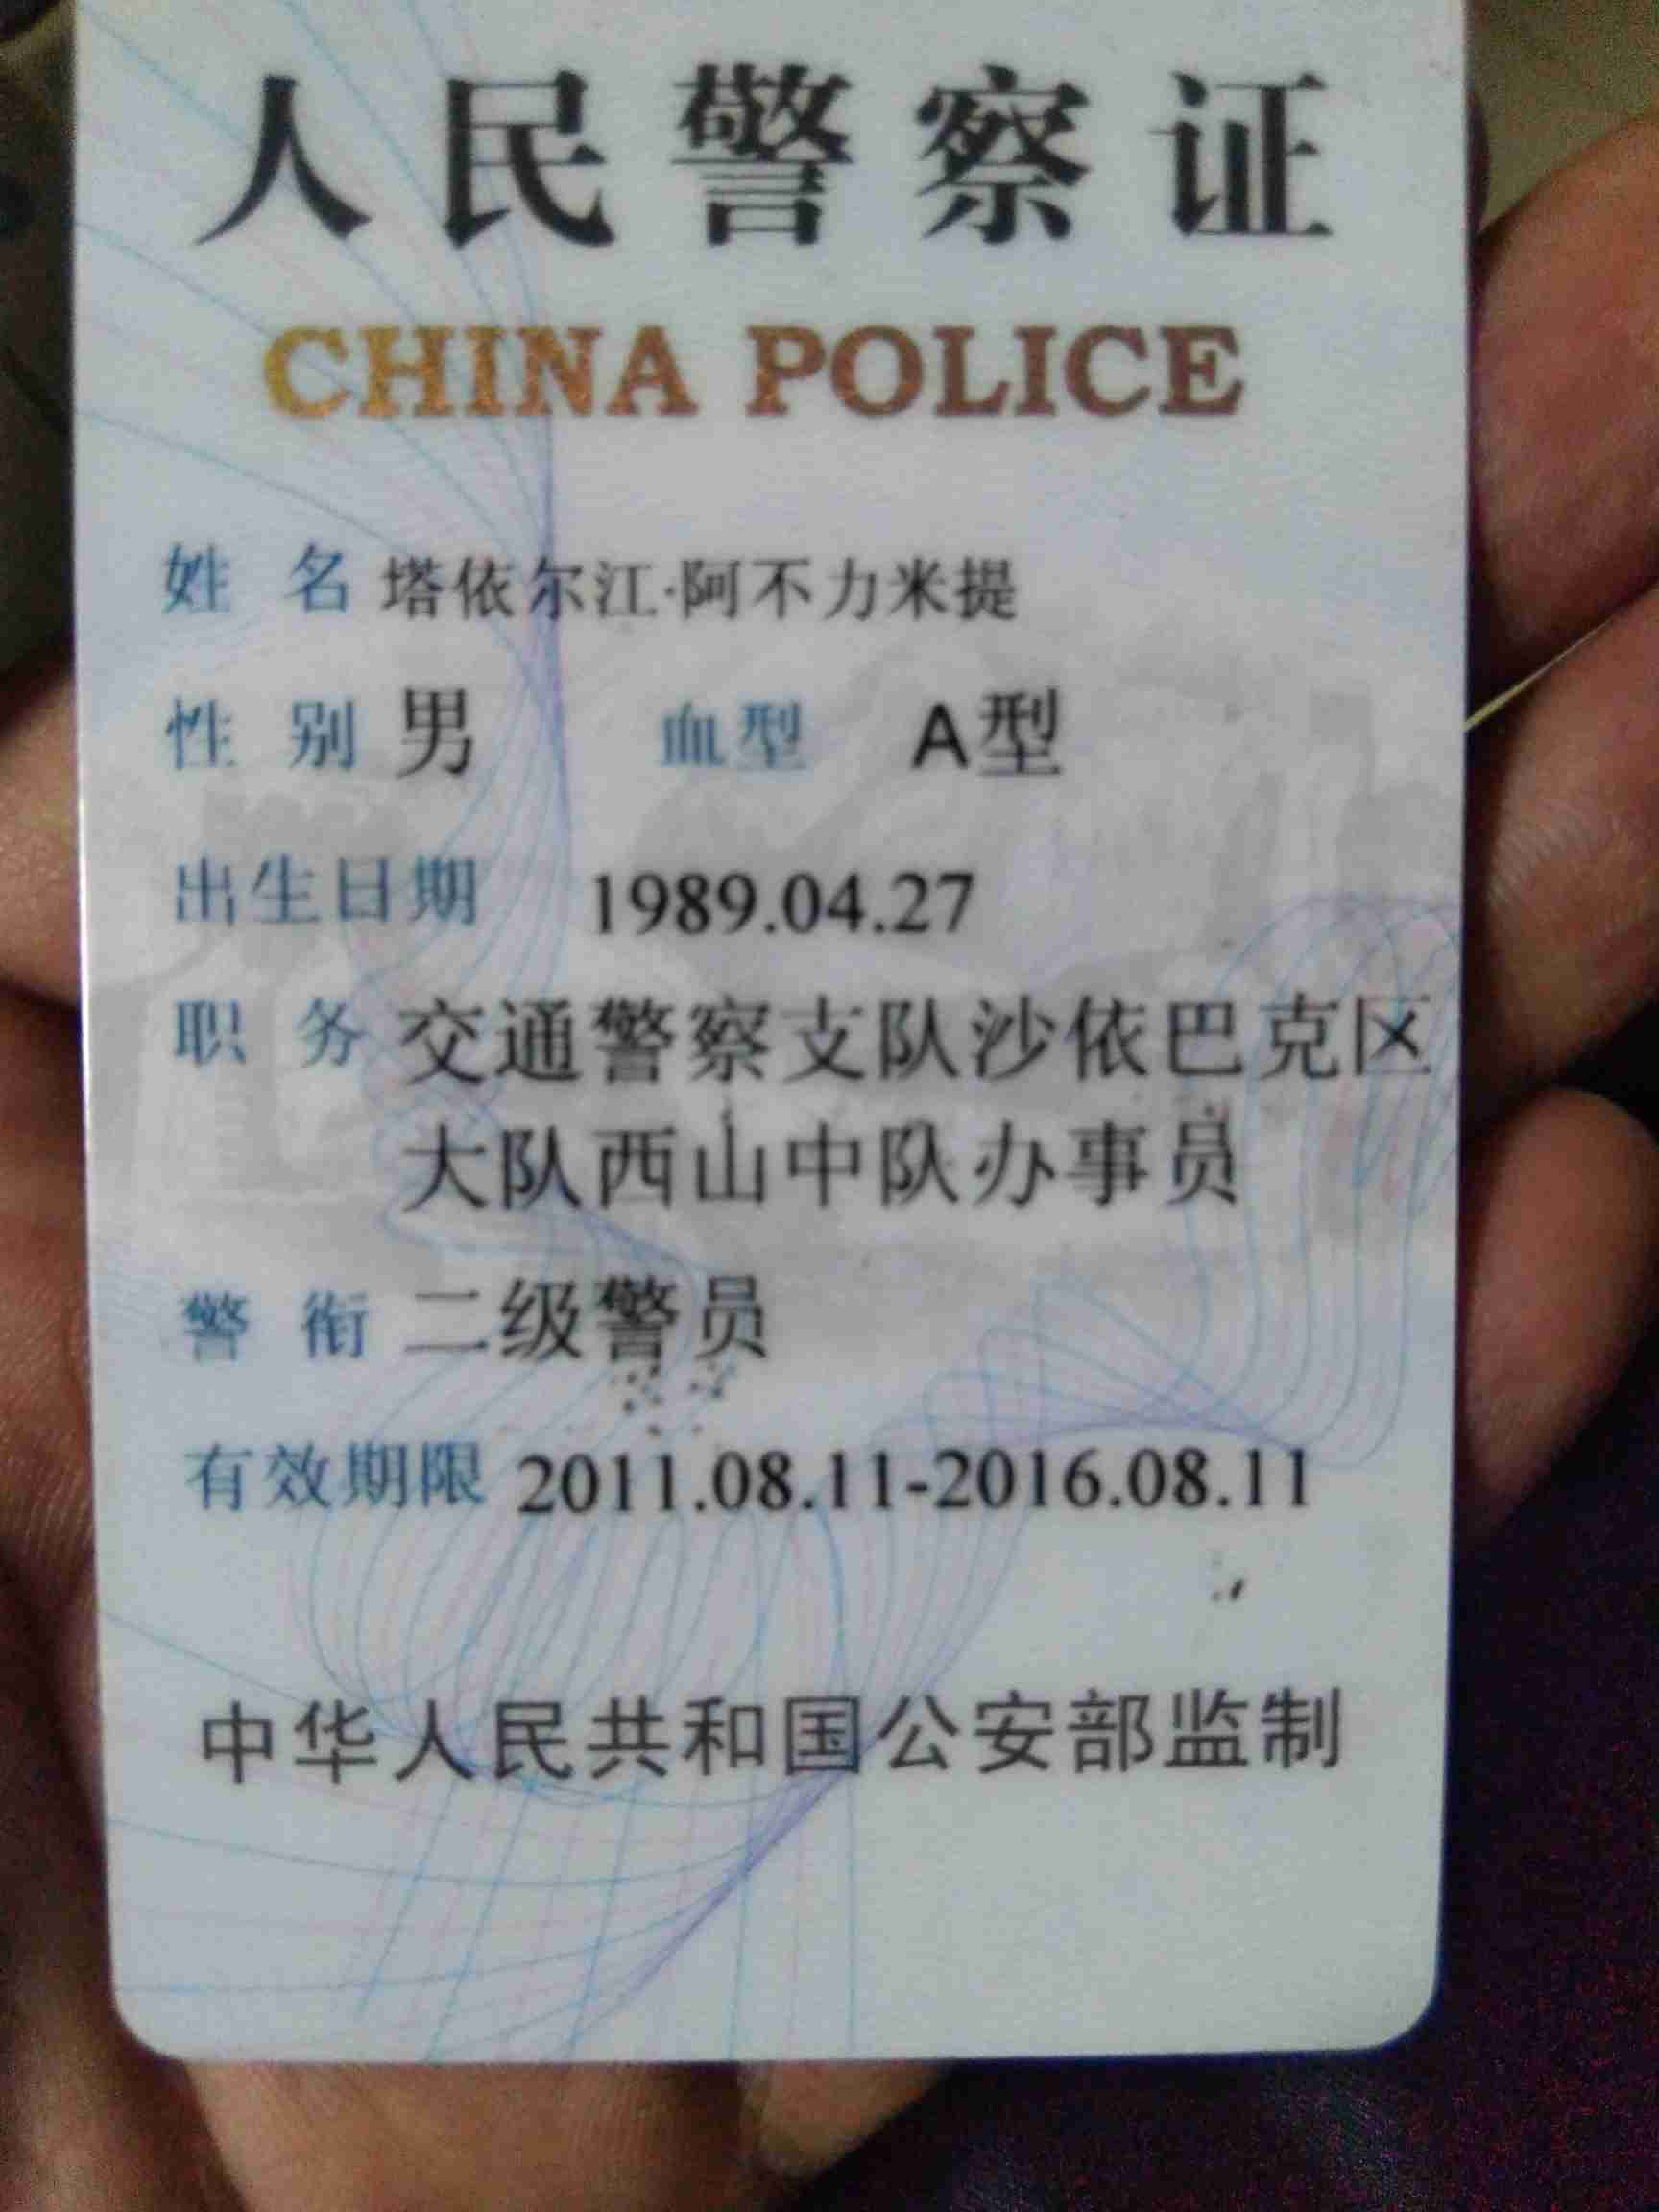 人民警察证
CHINA POLICE
姓 名 塔依尔江·阿不力米提
性 别 男 血型 A型
出生日期 1989.04.27
职 务 交通警察支队沙依巴克区
大队西山中队办事员
警 衔 二级警员
有效期限 2011.08.11-2016.08.11
中华人民共和国公安部监制